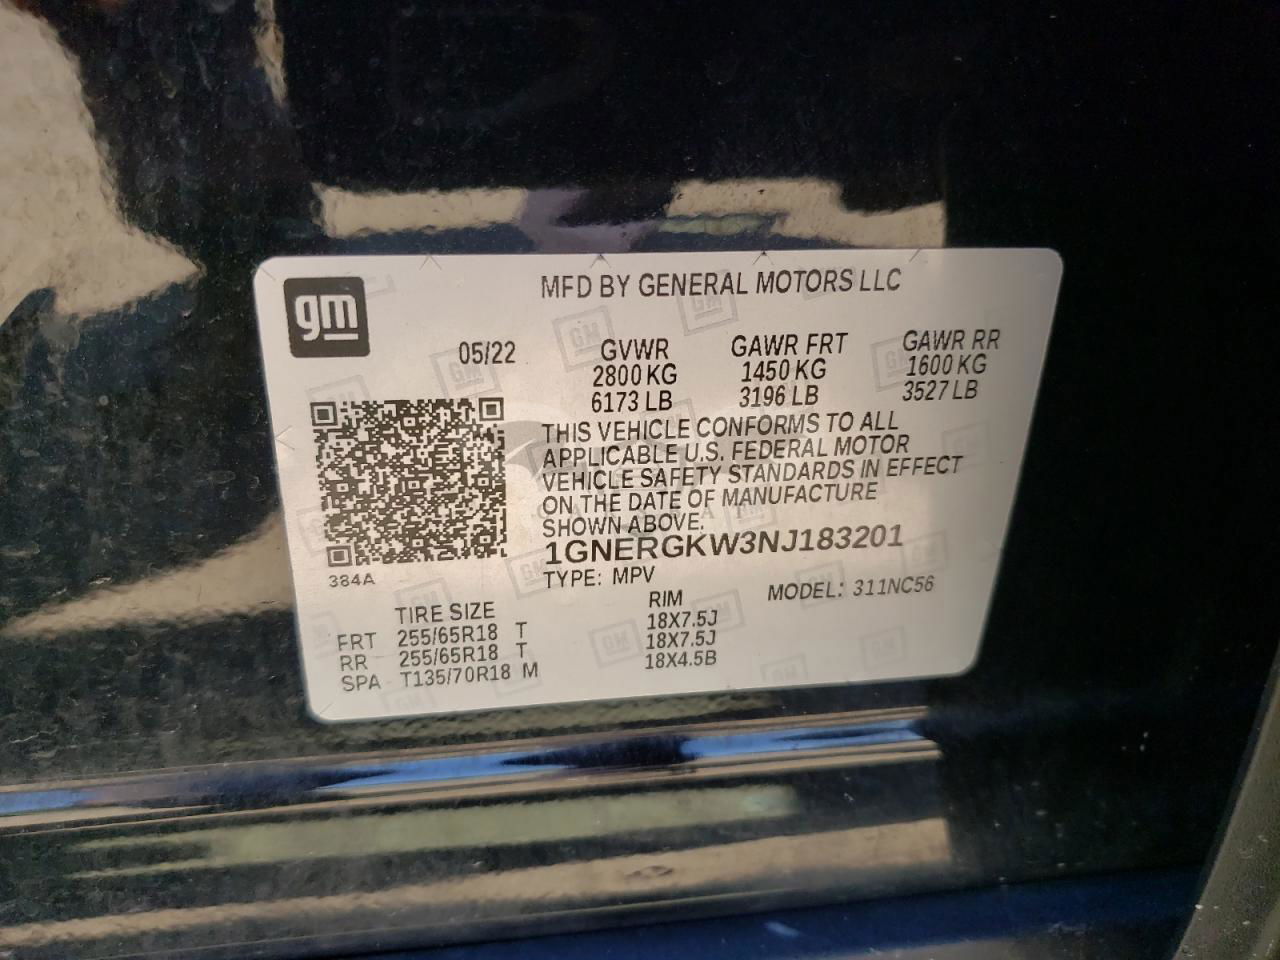 gm
MFD BY GENERAL MOTORS LLC
05/22
GVWR GAWR FRT GAWR RR
2800 KG 1450 KG 1600 KG
6173 LB 3196 LB 3527 LB
THIS VEHICLE CONFORMS TO ALL
APPLICABLE U.S. FEDERAL MOTOR
VEHICLE SAFETY STANDARDS IN EFFECT
ON THE DATE OF MANUFACTURE
SHOWN ABOVE.
1GNERGKW3NJ183201
384A
TYPE: MPV MODEL: 311NC56
TIRE SIZE RIM
FRT 255/65R18 T 18X7.5J
RR 255/65R18 T 18X7.5J
SPA T135/70R18 M 18X4.5B